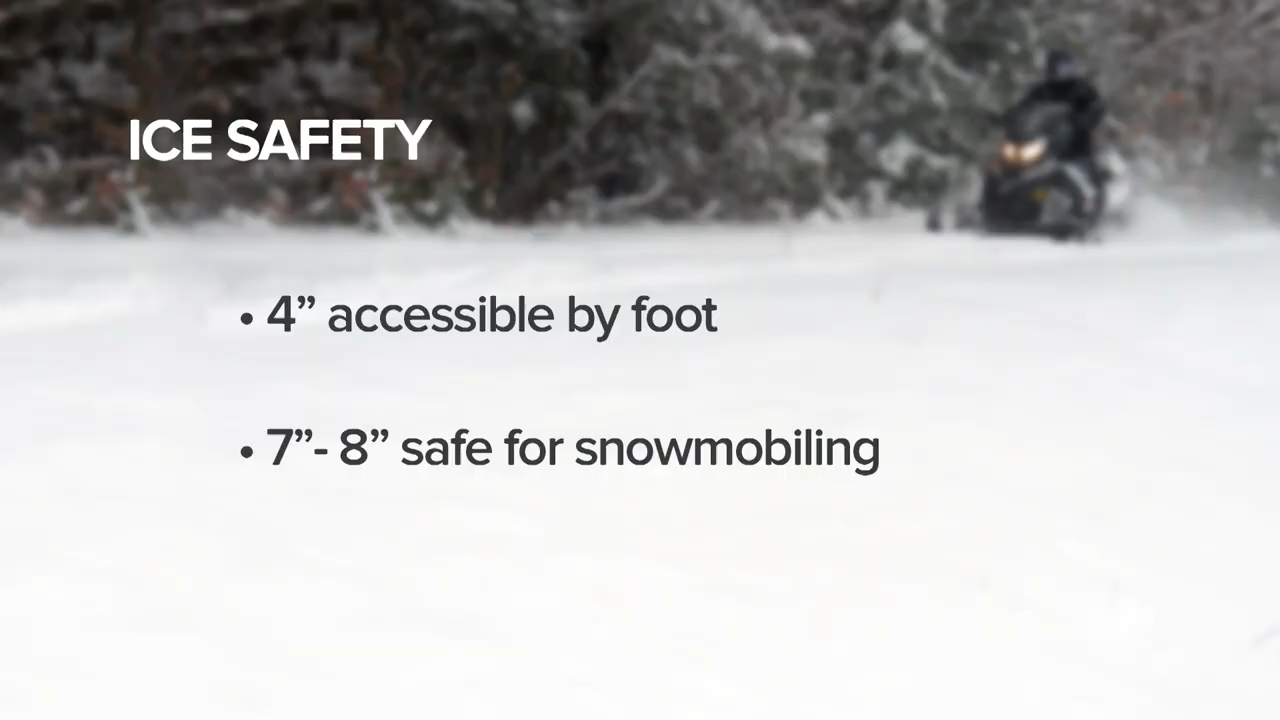 ICE SAFETY
• 4” accessible by foot
• 7”- 8” safe for snowmobiling